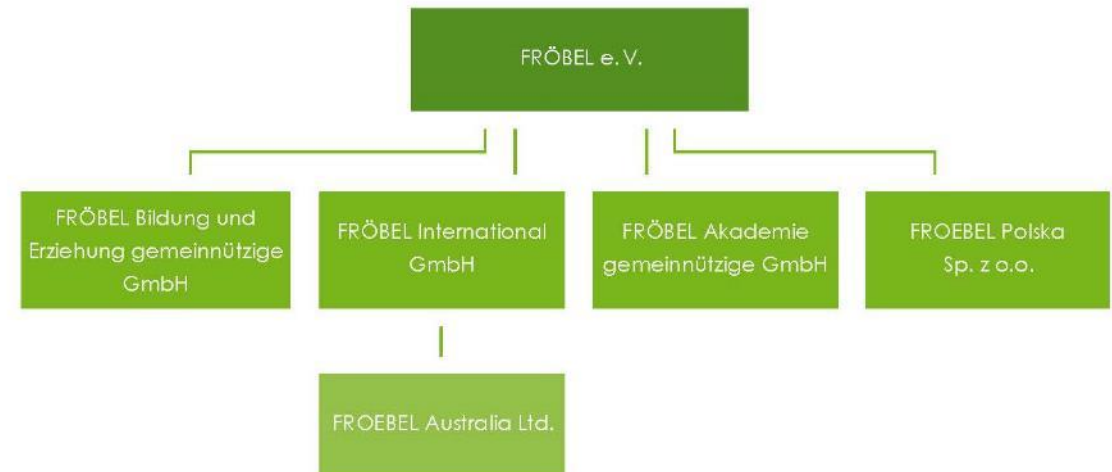 FRÖBEL e. V.
FRÖBEL Bildung und
Erziehung gemeinnützige
GmbH
FRÖBEL International
GmbH
FRÖBEL Akademie
gemeinnützige GmbH
FROEBEL Polska
Sp. z o.o.
FROEBEL Australia Ltd.